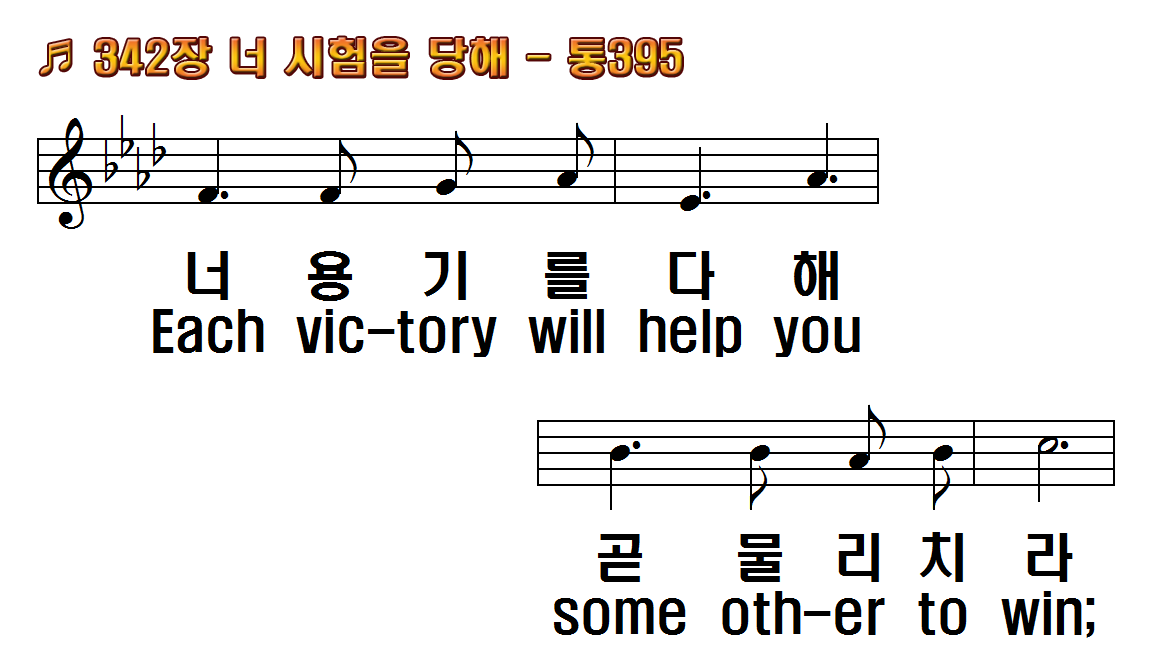 ♬ 342장 너 시험을 당해 - 통395
너 용 기 를 다 해
Each vic-tory will help you
곧 물 리 치 라
some oth-er to win;